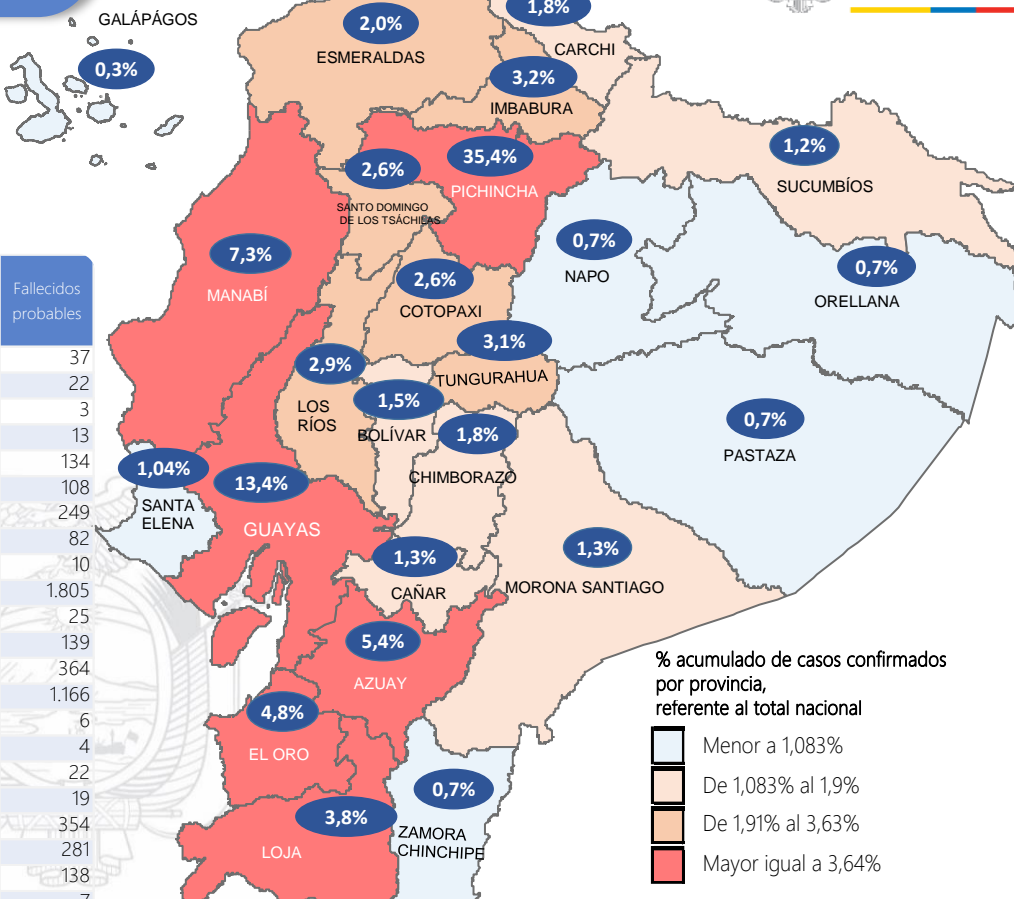 GALÁPÁGOS
0,3%
2,0%
ESMERALDAS
1,8%
CARCHI
3,2%
IMBABURA
35,4%
PICHINCHA
2,6%
SANTO DOMINGO
DE LOS TSÁCHILAS
1,2%
SUCUMBÍOS
7,3%
MANABÍ
0,7%
NAPO
0,7%
ORELLANA
2,6%
COTOPAXI
3,1%
TUNGURAHUA
2,9%
LOS
RÍOS
1,5%
BOLÍVAR
1,8%
CHIMBORAZO
0,7%
PASTAZA
1,04%
SANTA
ELENA
13,4%
GUAYAS
1,3%
CAÑAR
1,3%
MORONA SANTIAGO
5,4%
AZUAY
4,8%
EL ORO
3,8%
LOJA
0,7%
ZAMORA
CHINCHIPE
Fallecidos
probables
37
22
3
13
134
108
249
82
10
1.805
25
139
364
1.166
6
4
22
19
354
281
138
% acumulado de casos confirmados
por provincia,
referente al total nacional
Menor a 1,083%
De 1,083% al 1,9%
De 1,91% al 3,63%
Mayor igual a 3,64%